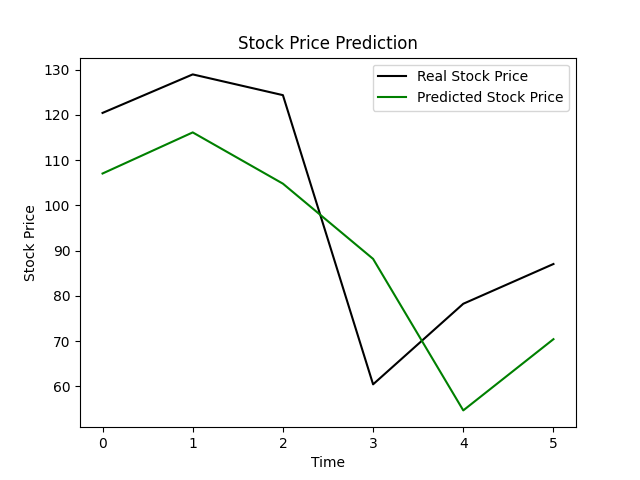 Stock Price Prediction
Real Stock Price
Predicted Stock Price
Stock Price
130
120
110
100
90
80
70
60
0 1 2 3 4 5
Time